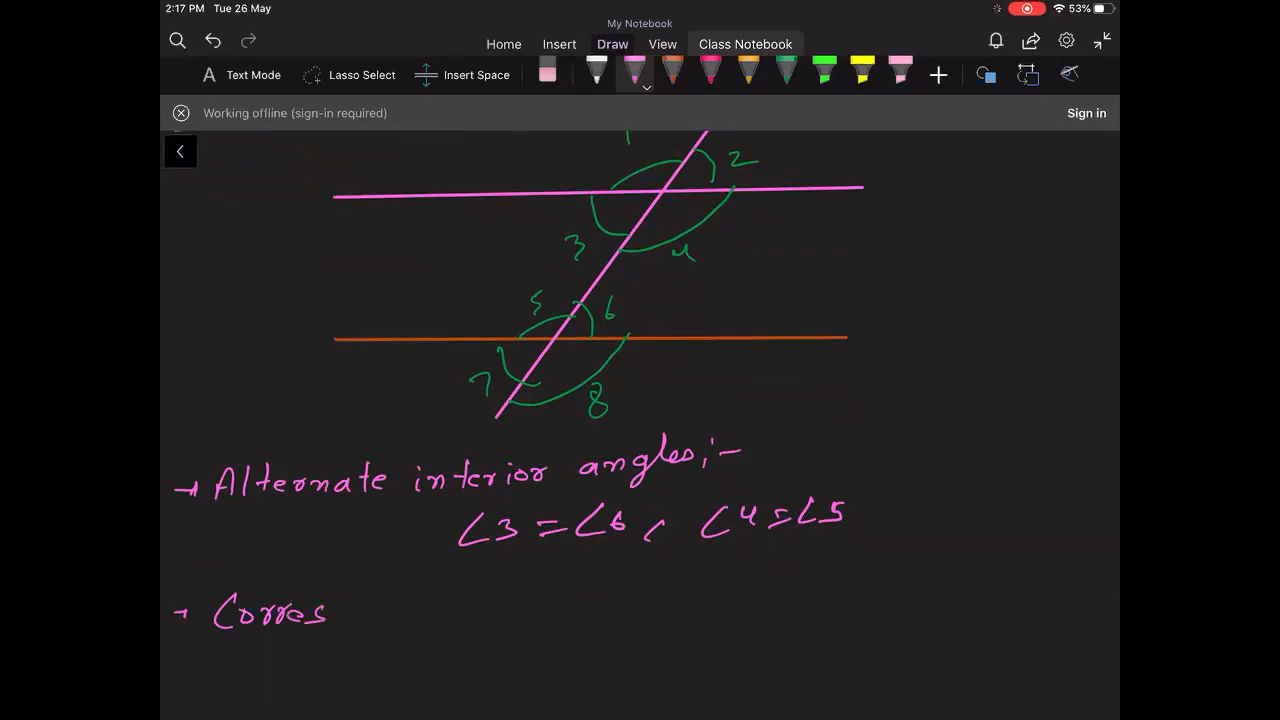 2:17 PM Tue 26 May
53%
My Notebook
Home Insert Draw View Class Notebook
Text Mode Lasso Select Insert Space
Working offline (sign-in required) Sign in
1
2
3
4
5
6
7
8
→ Alternate interior angles :-
∠3 = ∠6 , ∠4 = ∠5
→ Corres